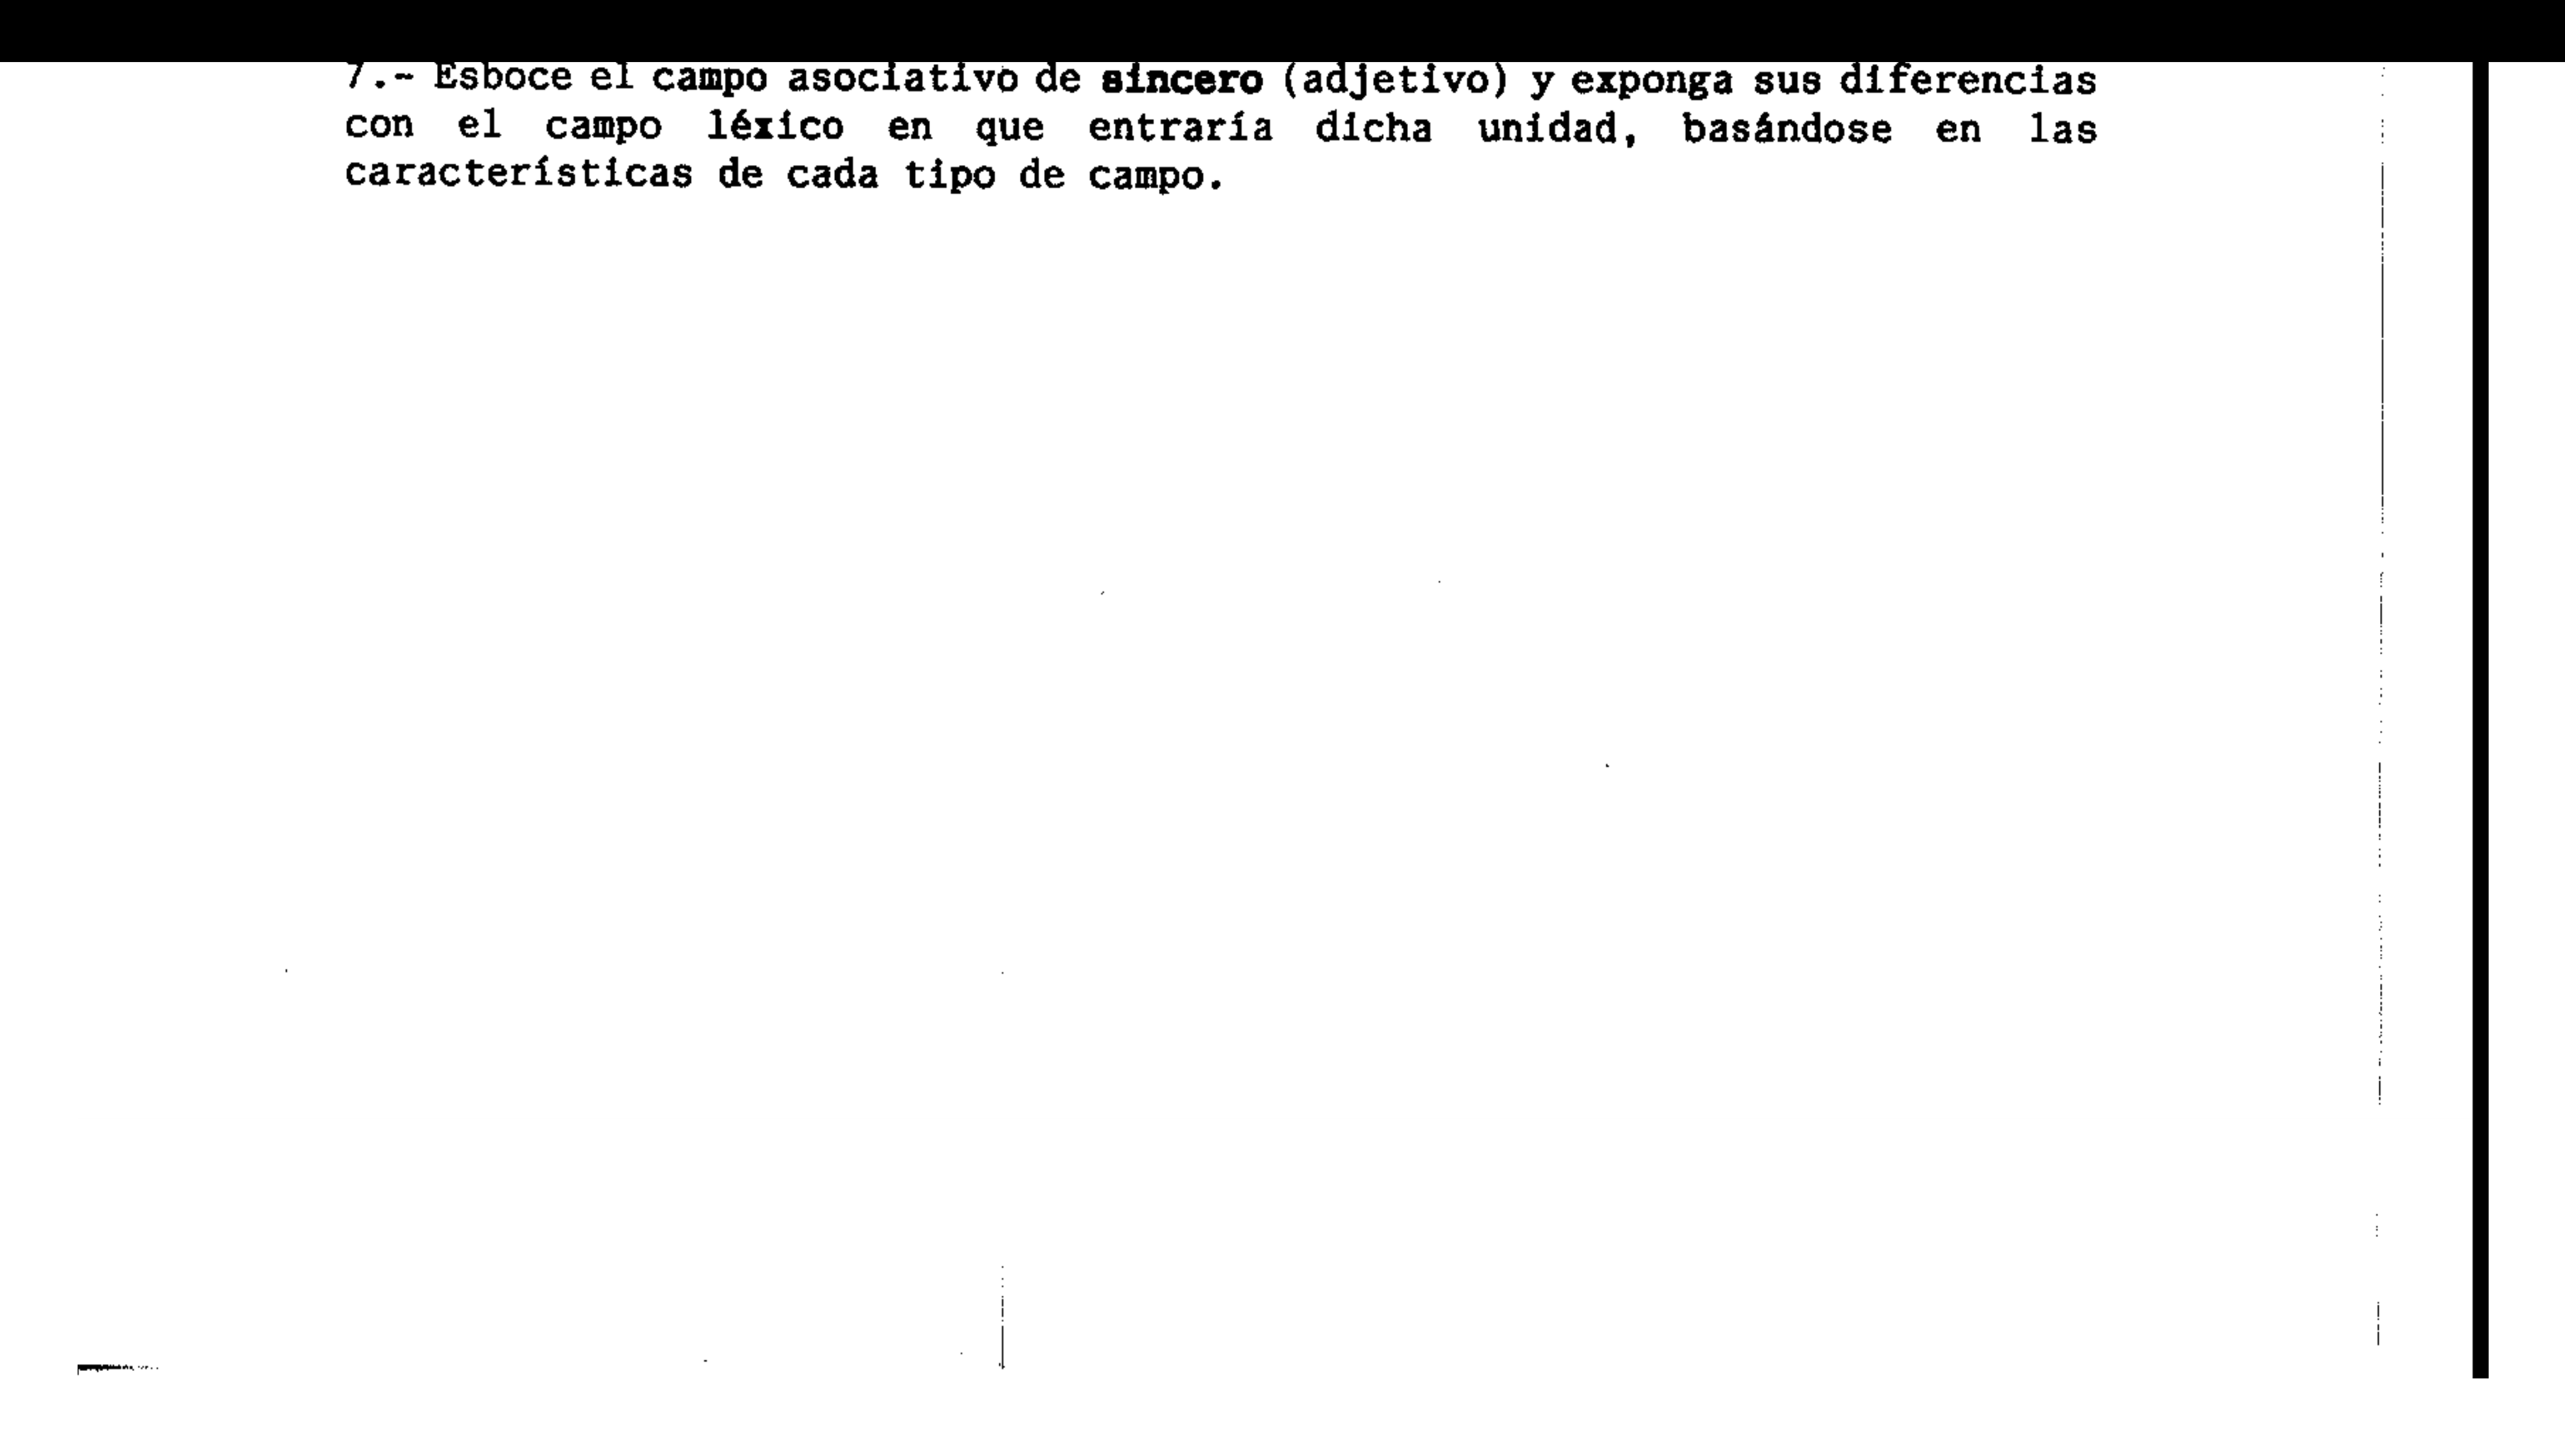 7.- Esboce el campo asociativo de sincero (adjetivo) y exponga sus diferencias
con el campo léxico en que entraría dicha unidad, basándose en las
características de cada tipo de campo.